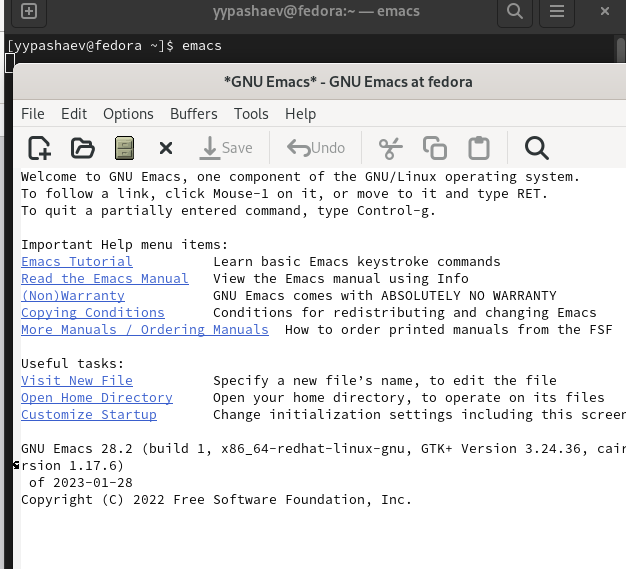 yypashaev@fedora:~ — emacs
[yypashaev@fedora ~]$ emacs
*GNU Emacs* - GNU Emacs at fedora
File Edit Options Buffers Tools Help
Save Undo
Welcome to GNU Emacs, one component of the GNU/Linux operating system.
To follow a link, click Mouse-1 on it, or move to it and type RET.
To quit a partially entered command, type Control-g.
Important Help menu items:
Emacs Tutorial Learn basic Emacs keystroke commands
Read the Emacs Manual View the Emacs manual using Info
(Non)Warranty GNU Emacs comes with ABSOLUTELY NO WARRANTY
Copying Conditions Conditions for redistributing and changing Emacs
More Manuals / Ordering Manuals How to order printed manuals from the FSF
Useful tasks:
Visit New File Specify a new file’s name, to edit the file
Open Home Directory Open your home directory, to operate on its files
Customize Startup Change initialization settings including this screen
GNU Emacs 28.2 (build 1, x86_64-redhat-linux-gnu, GTK+ Version 3.24.36, cair
rsion 1.17.6)
of 2023-01-28
Copyright (C) 2022 Free Software Foundation, Inc.